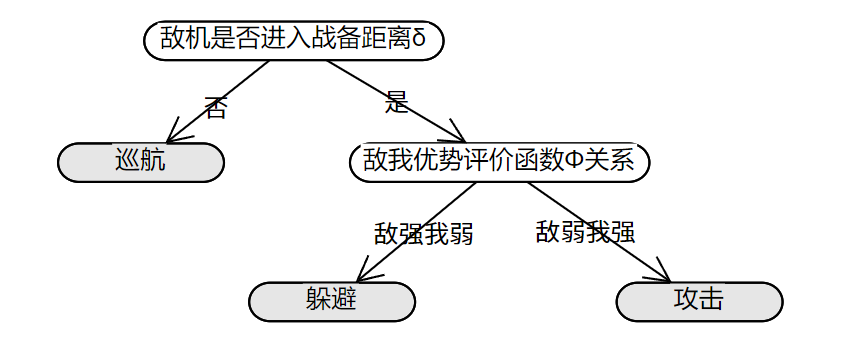 敌机是否进入战备距离δ
否
是
巡航
敌我优势评价函数Φ关系
敌强我弱
敌弱我强
躲避
攻击